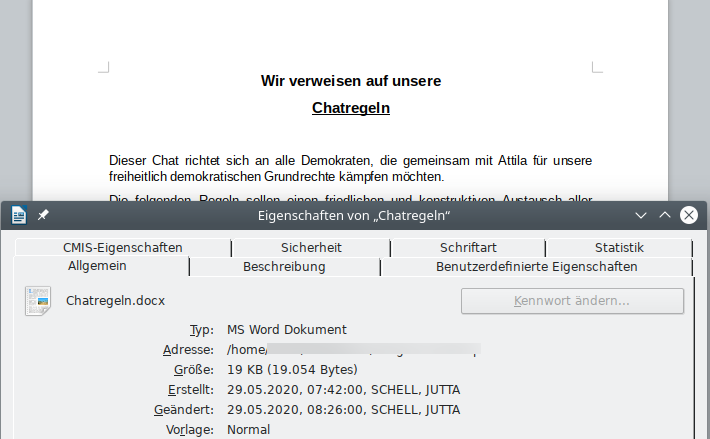 Wir verweisen auf unsere
Chatregeln
Dieser Chat richtet sich an alle Demokraten, die gemeinsam mit Attila für unsere
freiheitlich demokratischen Grundrechte kämpfen möchten.
Die folgenden Regeln sollen einen friedlichen und konstruktiven Austausch aller
Eigenschaften von „Chatregeln“
CMIS-Eigenschaften Sicherheit Schriftart Statistik
Allgemein Beschreibung Benutzerdefinierte Eigenschaften
Chatregeln.docx Kennwort ändern...
Typ: MS Word Dokument
Adresse: /home/
Größe: 19 KB (19.054 Bytes)
Erstellt: 29.05.2020, 07:42:00, SCHELL, JUTTA
Geändert: 29.05.2020, 08:26:00, SCHELL, JUTTA
Vorlage: Normal